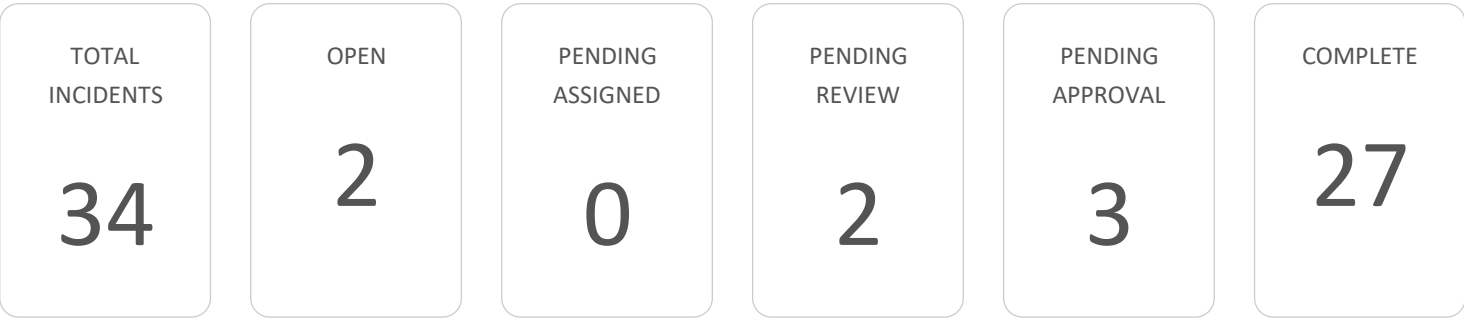 TOTAL
INCIDENTS
34
OPEN
2
PENDING
ASSIGNED
0
PENDING
REVIEW
2
PENDING
APPROVAL
3
COMPLETE
27